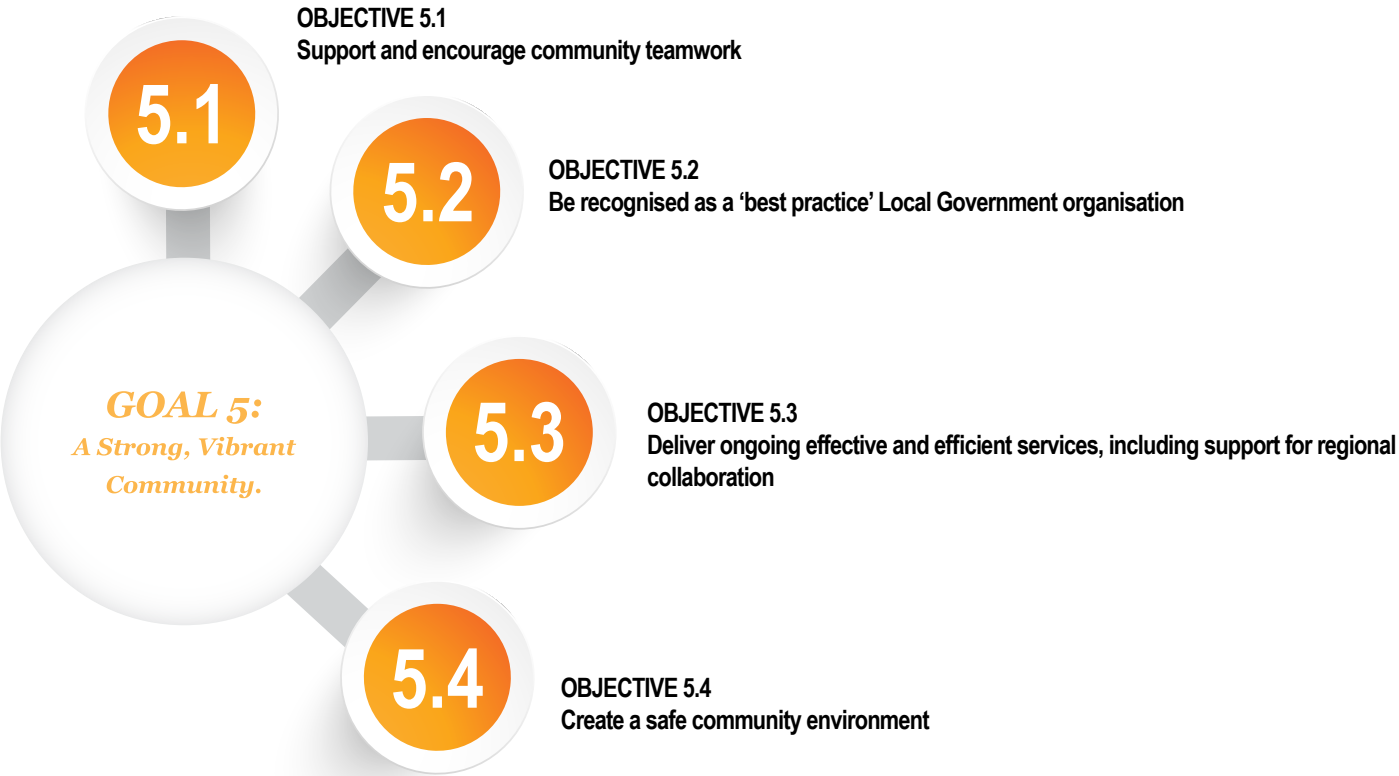 OBJECTIVE 5.1
Support and encourage community teamwork
5.1
5.2
OBJECTIVE 5.2
Be recognised as a ‘best practice’ Local Government organisation
GOAL 5:
A Strong, Vibrant
Community.
5.3
OBJECTIVE 5.3
Deliver ongoing effective and efficient services, including support for regional
collaboration
5.4
OBJECTIVE 5.4
Create a safe community environment